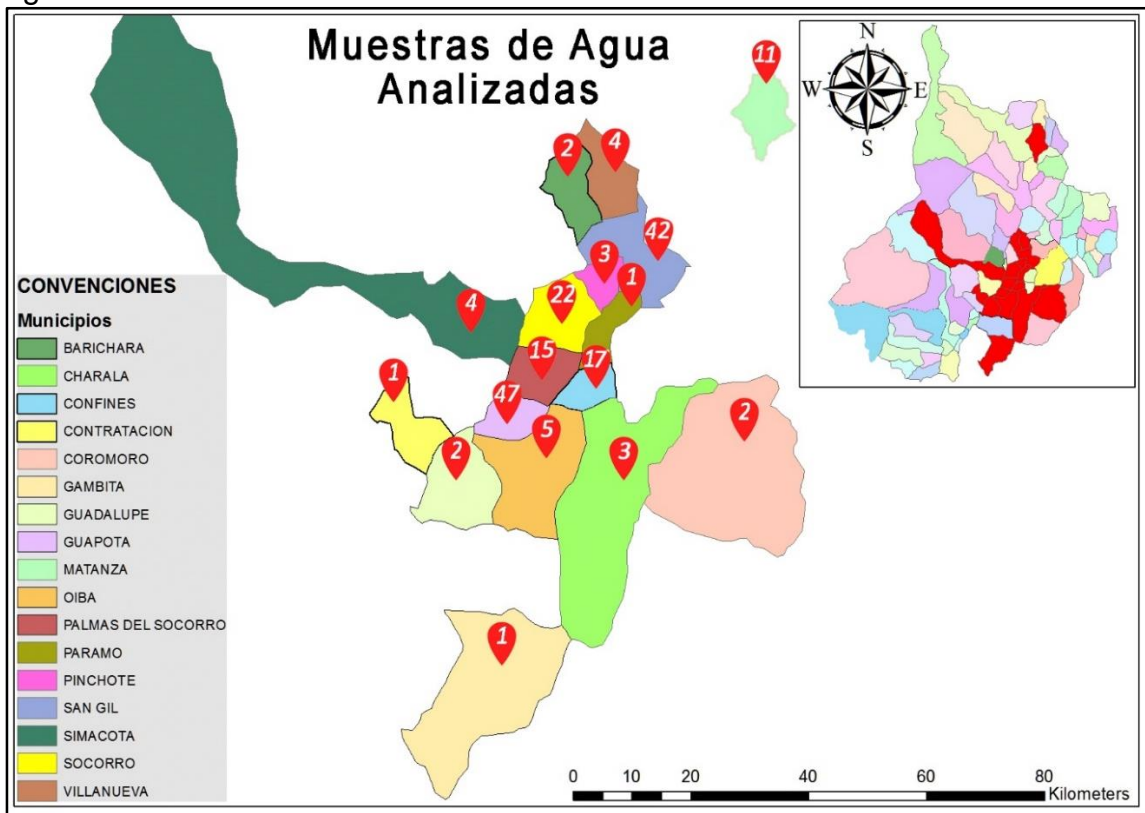 Muestras de Agua
Analizadas
11
N
W
E
S
2
4
42
3
1
22
4
15
17
1
47
5
2
3
2
1
CONVENCIONES
Municipios
BARICHARA
CHARALA
CONFINES
CONTRATACION
COROMORO
GAMBITA
GUADALUPE
GUAPOTA
MATANZA
OIBA
PALMAS DEL SOCORRO
PARAMO
PINCHOTE
SAN GIL
SIMACOTA
SOCORRO
VILLANUEVA
0 10 20 40 60 80
Kilometers